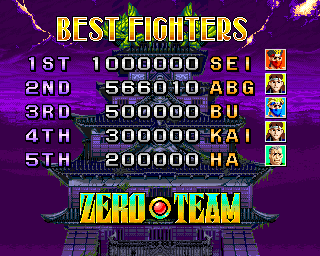 BEST FIGHTERS
1ST 1000000 SEI
2ND 566010 ABG
3RD 500000 BU
4TH 300000 KAI
5TH 200000 HA
ZERO TEAM